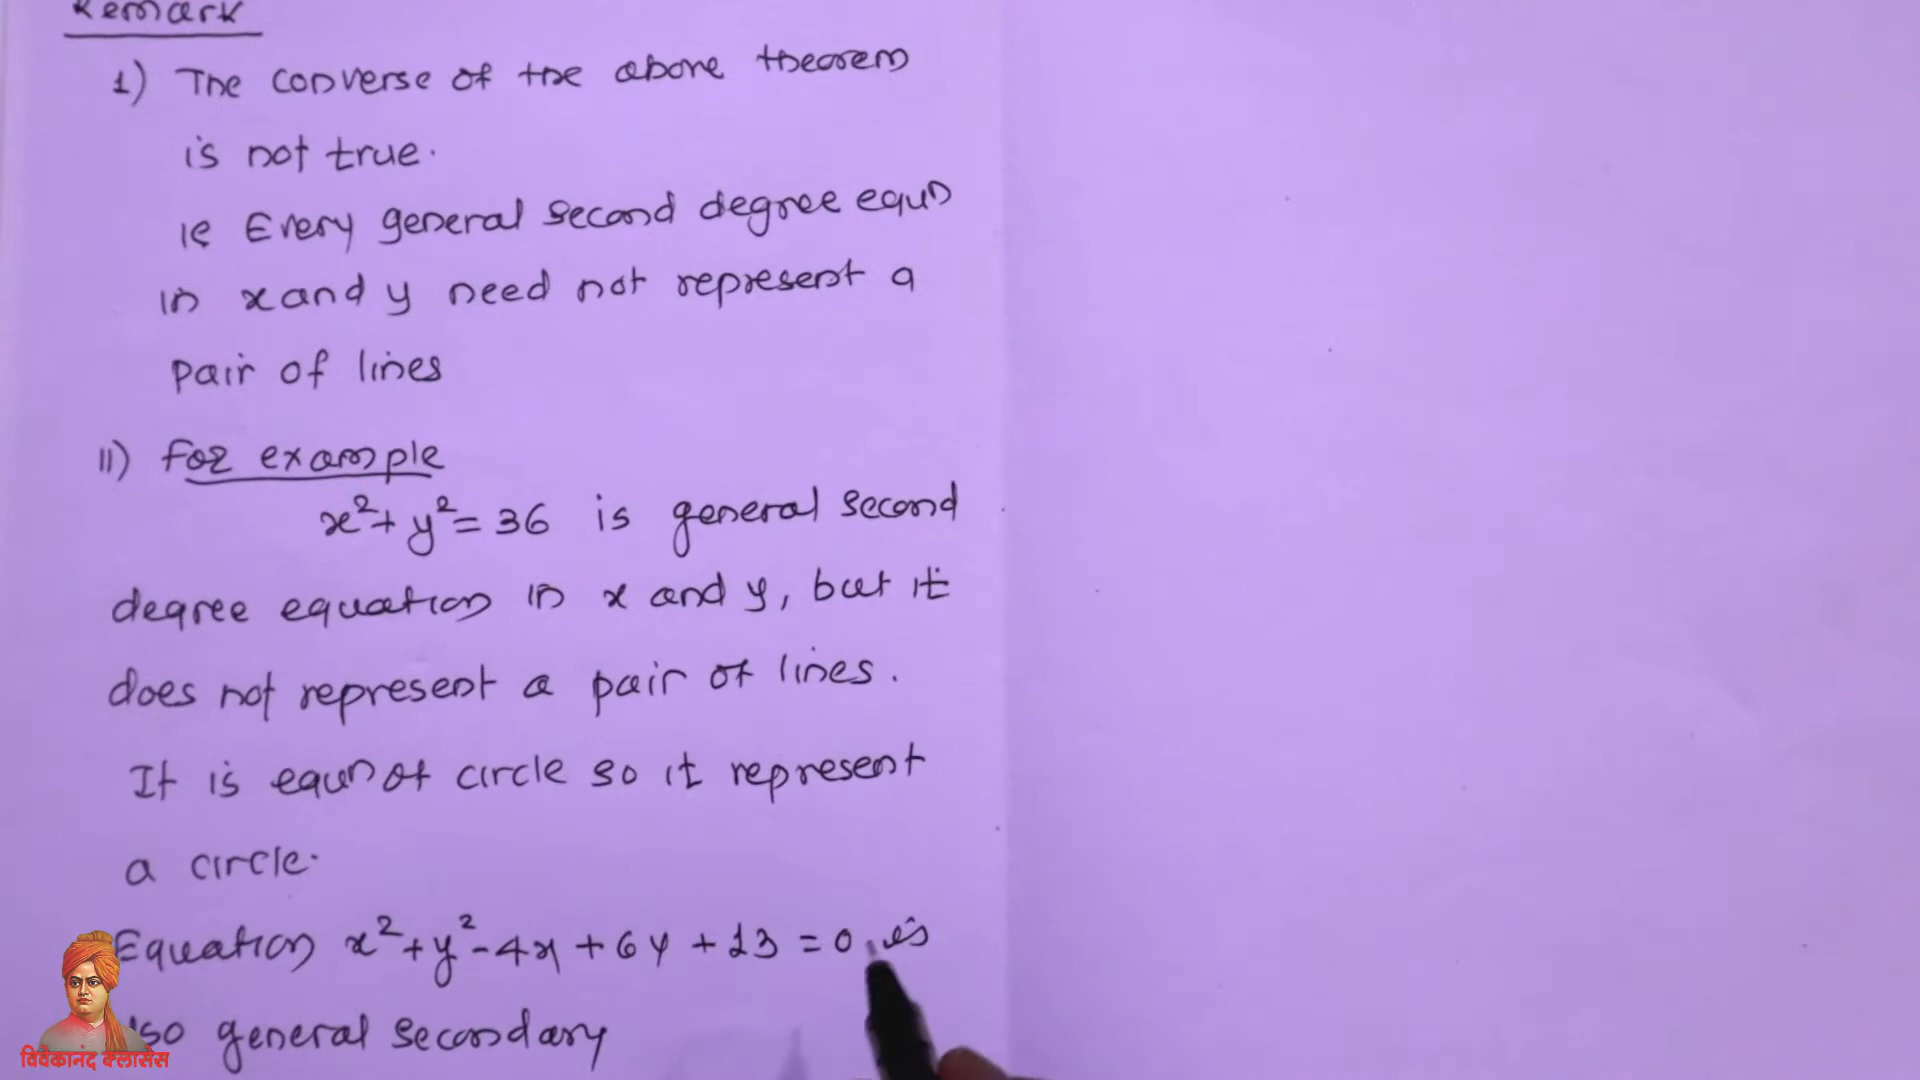 Remark
1) The converse of the above theorem
is not true.
ie Every general second degree equn
in x and y need not represent a
pair of lines
II) for example
x²+y²=36 is general second
degree equation in x and y, but it
does not represent a pair of lines.
It is equn of circle so it represent
a circle.
Equation x²+y²-4x+6y+13=0 is
also general secondary
विवेकानंद क्लासेस